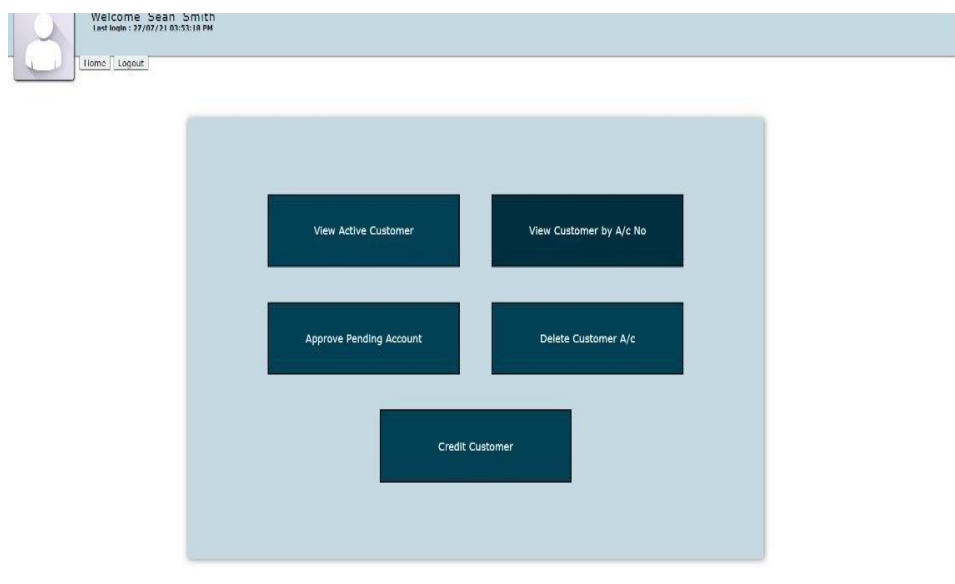 Welcome Sean Smith
Last login : 27/07/21 03:53:18 PM
Home Logout
View Active Customer
View Customer by A/c No
Approve Pending Account
Delete Customer A/c
Credit Customer